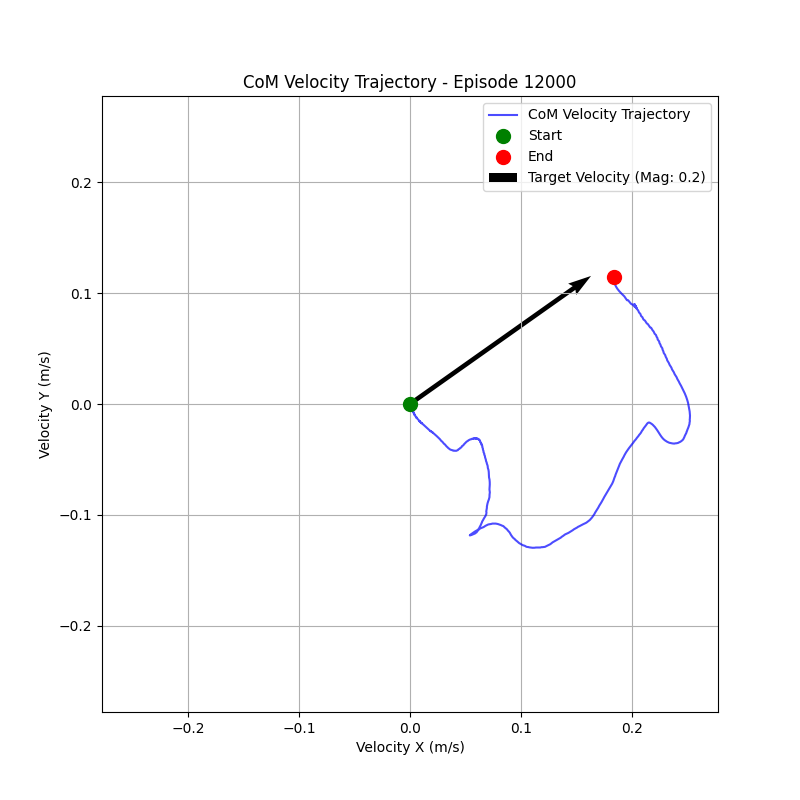 CoM Velocity Trajectory - Episode 12000
CoM Velocity Trajectory
Start
End
Target Velocity (Mag: 0.2)
0.2
0.1
0.0
−0.1
−0.2
Velocity Y (m/s)
−0.2 −0.1 0.0 0.1 0.2
Velocity X (m/s)